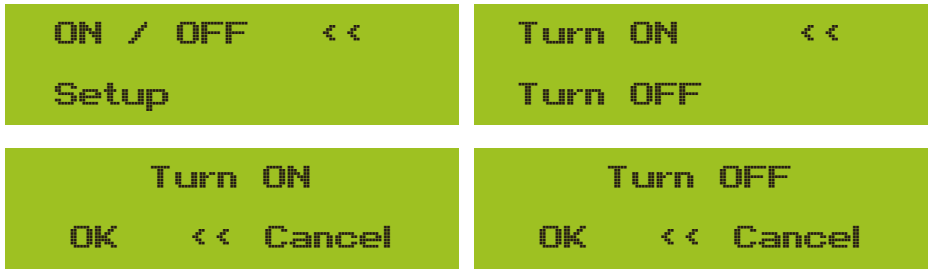 ON / OFF <<
Setup
Turn ON <<
Turn OFF
Turn ON
OK << Cancel
Turn OFF
OK << Cancel